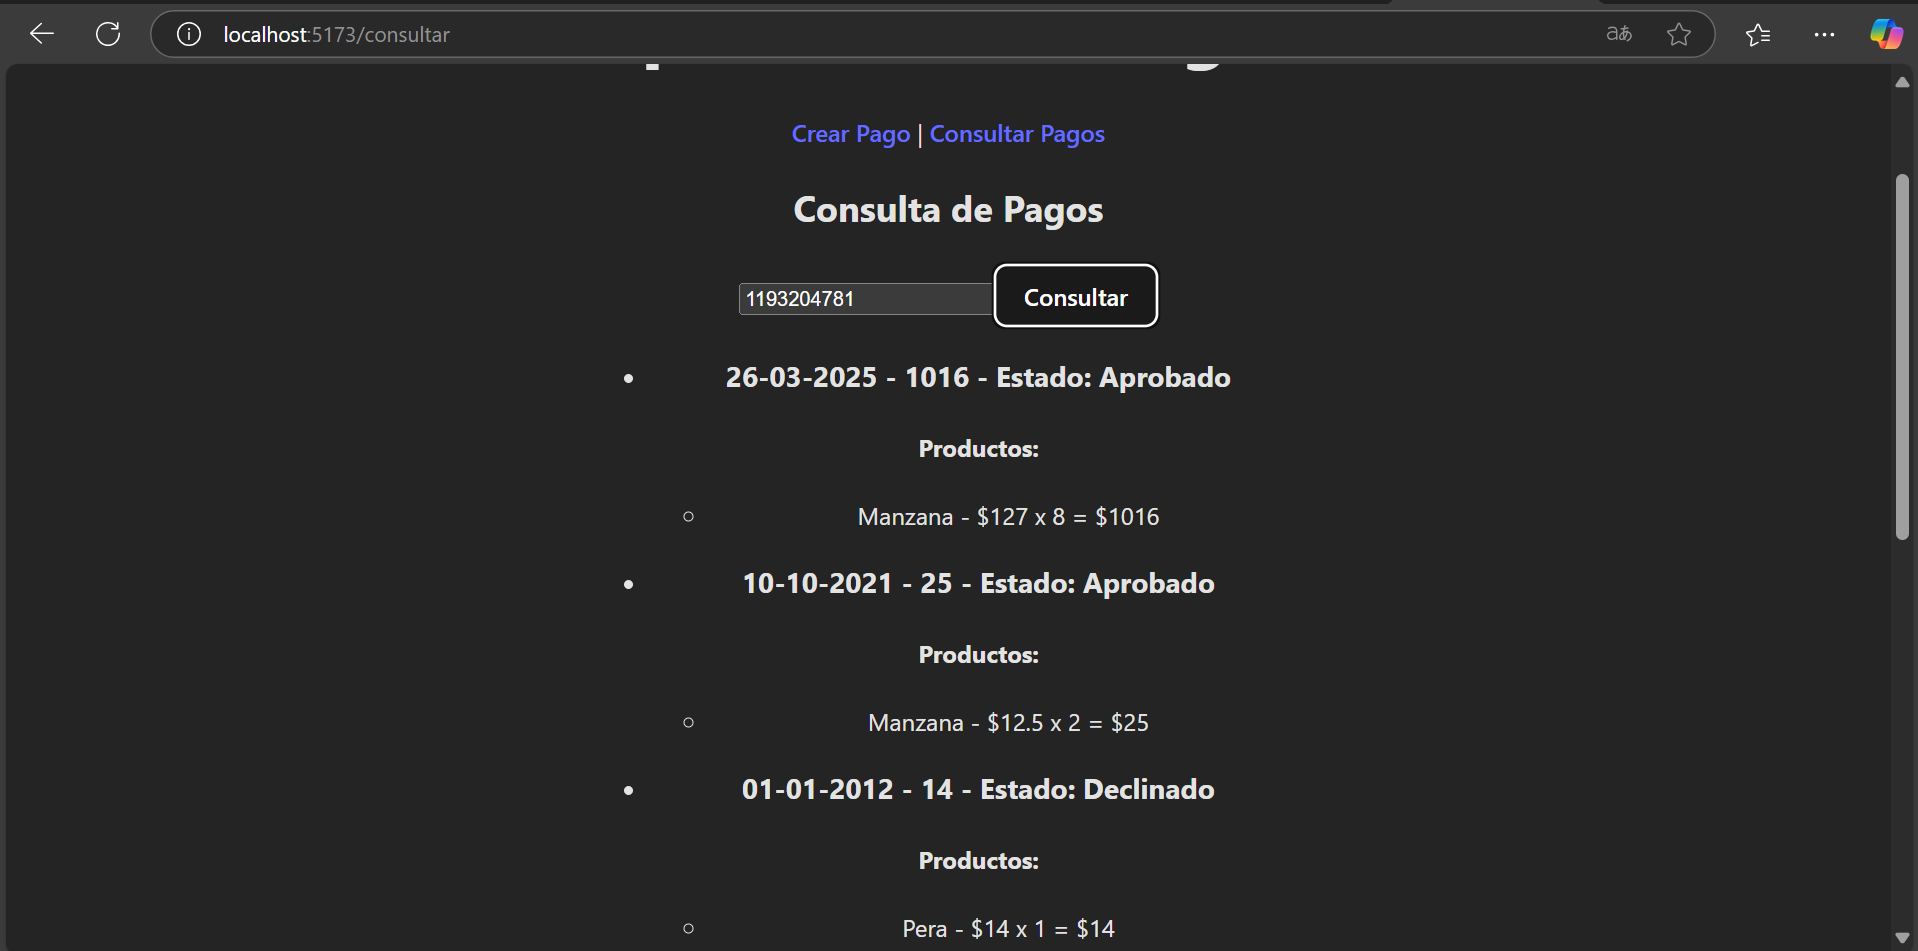 localhost:5173/consultar
aあ
Crear Pago | Consultar Pagos
Consulta de Pagos
1193204781
Consultar
26-03-2025 - 1016 - Estado: Aprobado
Productos:
Manzana - $127 x 8 = $1016
10-10-2021 - 25 - Estado: Aprobado
Productos:
Manzana - $12.5 x 2 = $25
01-01-2012 - 14 - Estado: Declinado
Productos:
Pera - $14 x 1 = $14